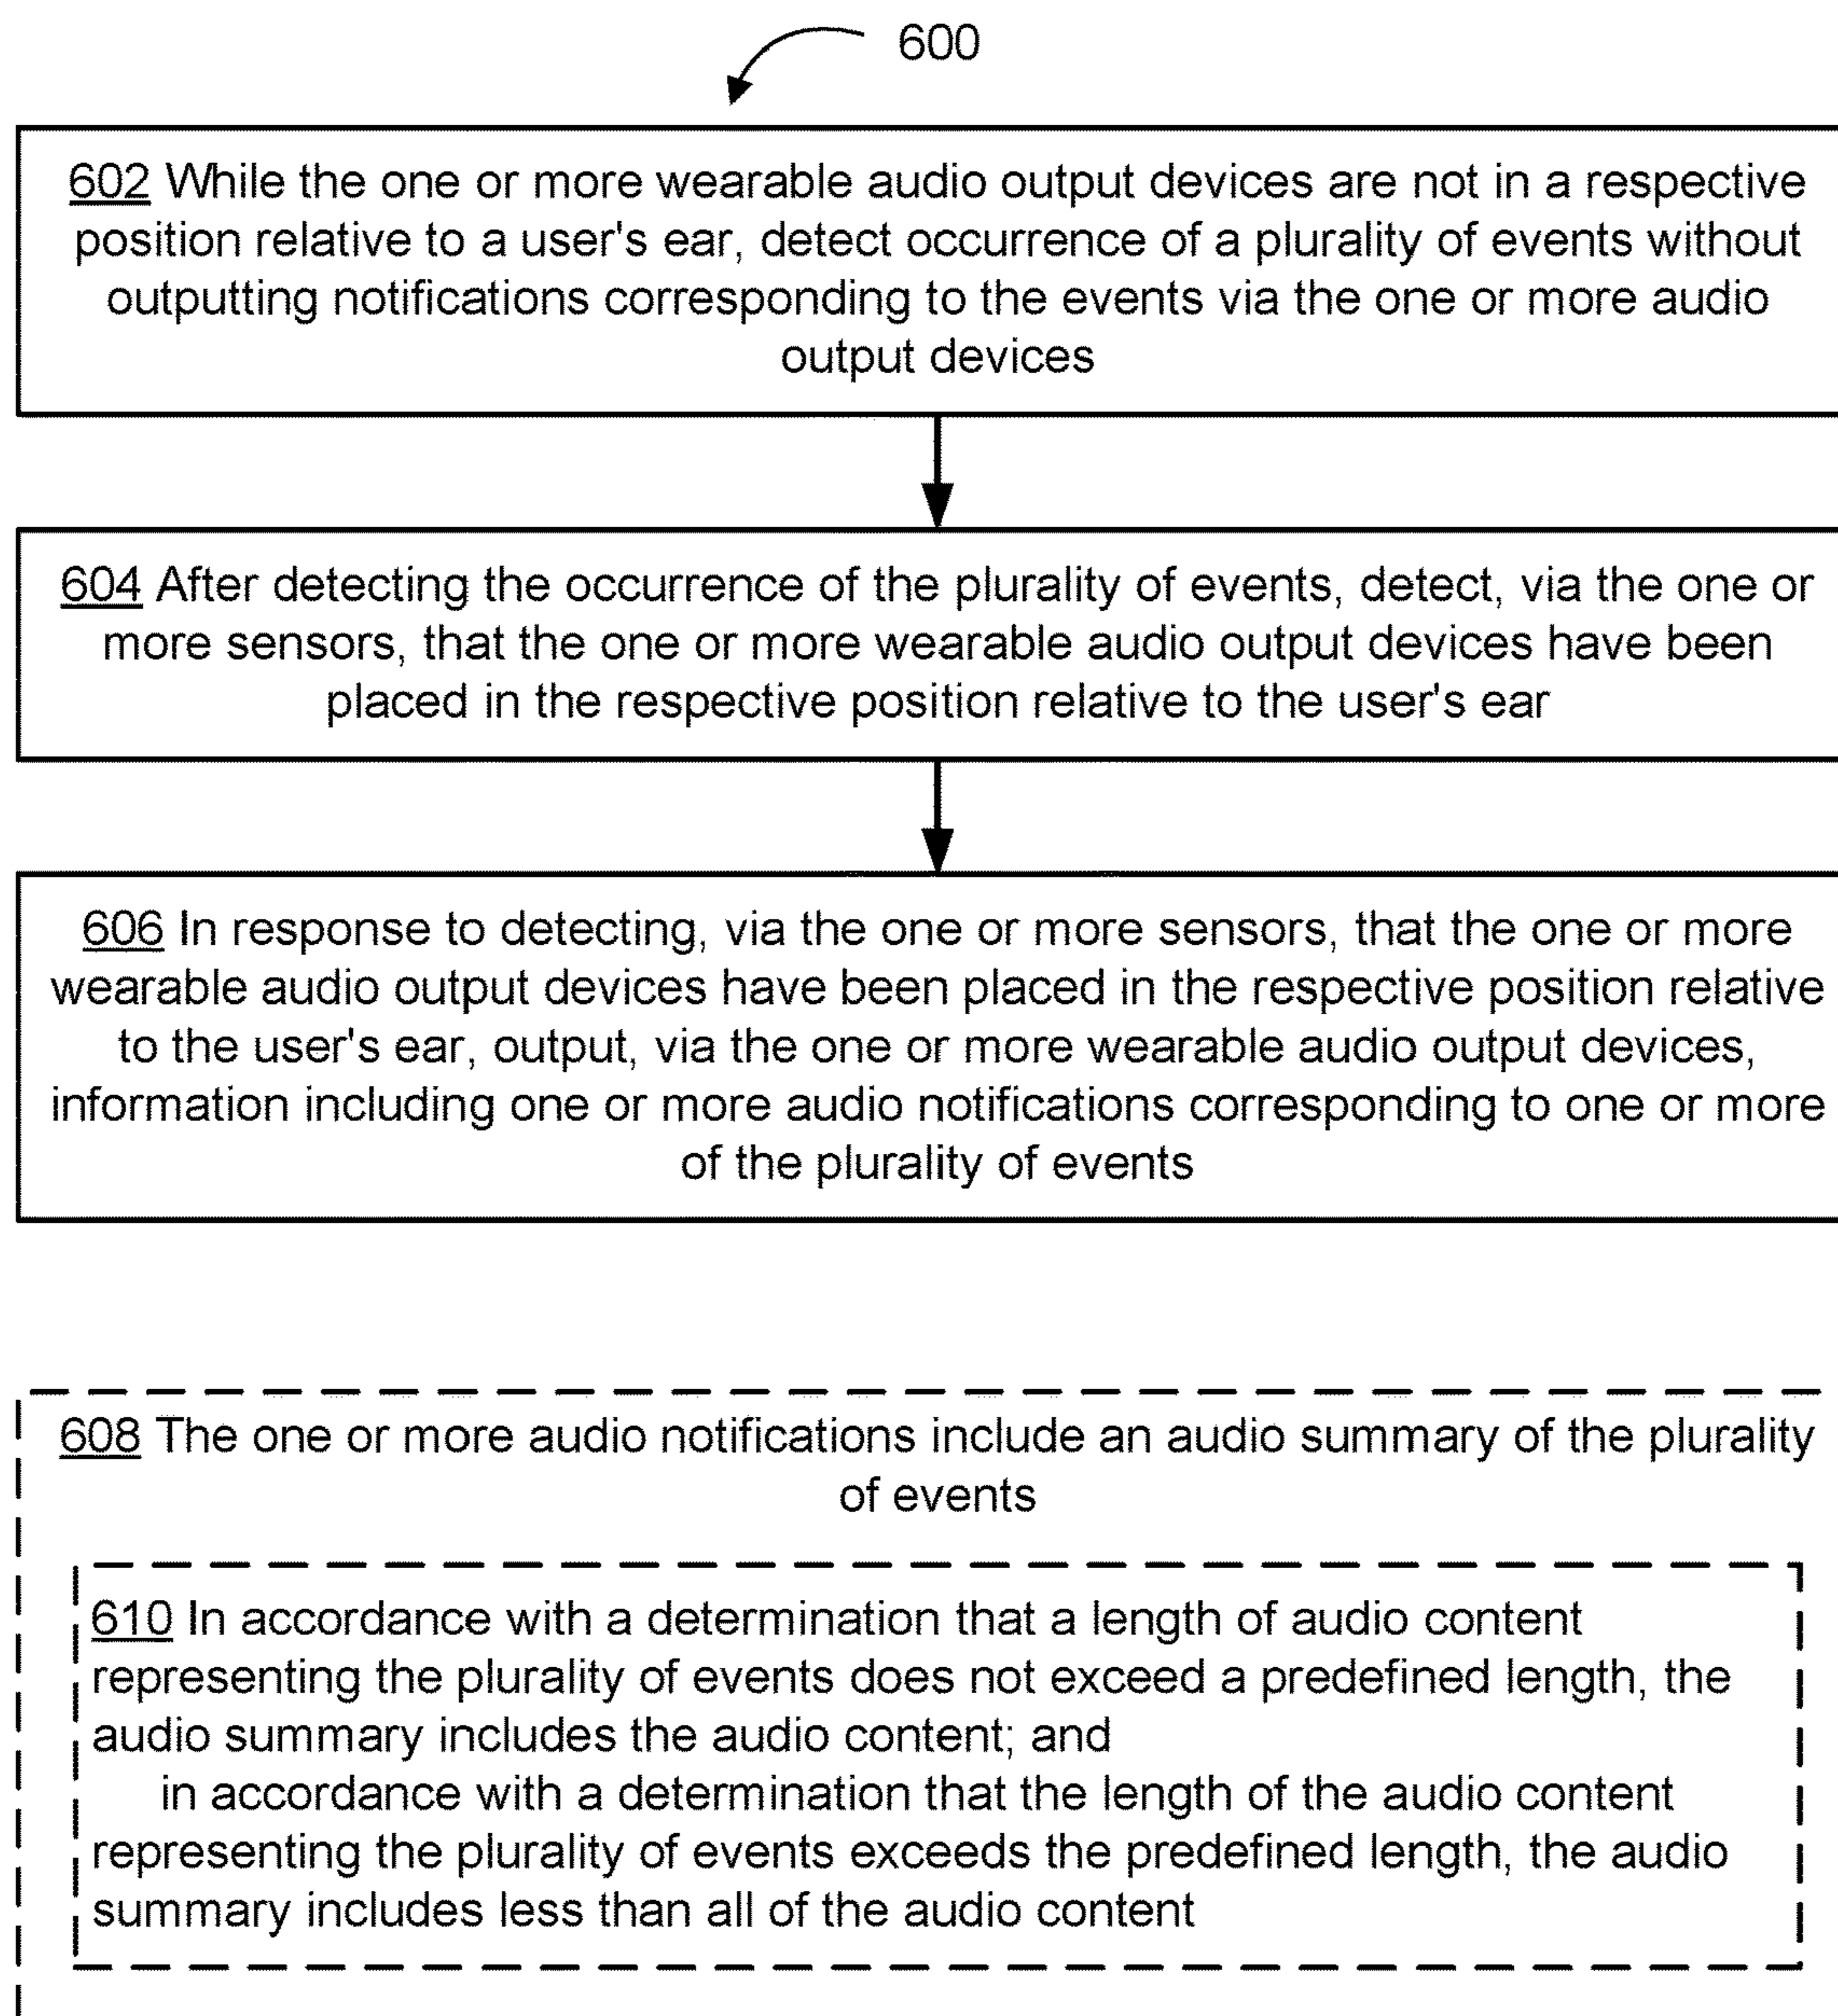 600
602 While the one or more wearable audio output devices are not in a respective
position relative to a user's ear, detect occurrence of a plurality of events without
outputting notifications corresponding to the events via the one or more audio
output devices
604 After detecting the occurrence of the plurality of events, detect, via the one or
more sensors, that the one or more wearable audio output devices have been
placed in the respective position relative to the user's ear
606 In response to detecting, via the one or more sensors, that the one or more
wearable audio output devices have been placed in the respective position relative
to the user's ear, output, via the one or more wearable audio output devices,
information including one or more audio notifications corresponding to one or more
of the plurality of events
608 The one or more audio notifications include an audio summary of the plurality
of events
610 In accordance with a determination that a length of audio content
representing the plurality of events does not exceed a predefined length, the
audio summary includes the audio content; and
in accordance with a determination that the length of the audio content
representing the plurality of events exceeds the predefined length, the audio
summary includes less than all of the audio content